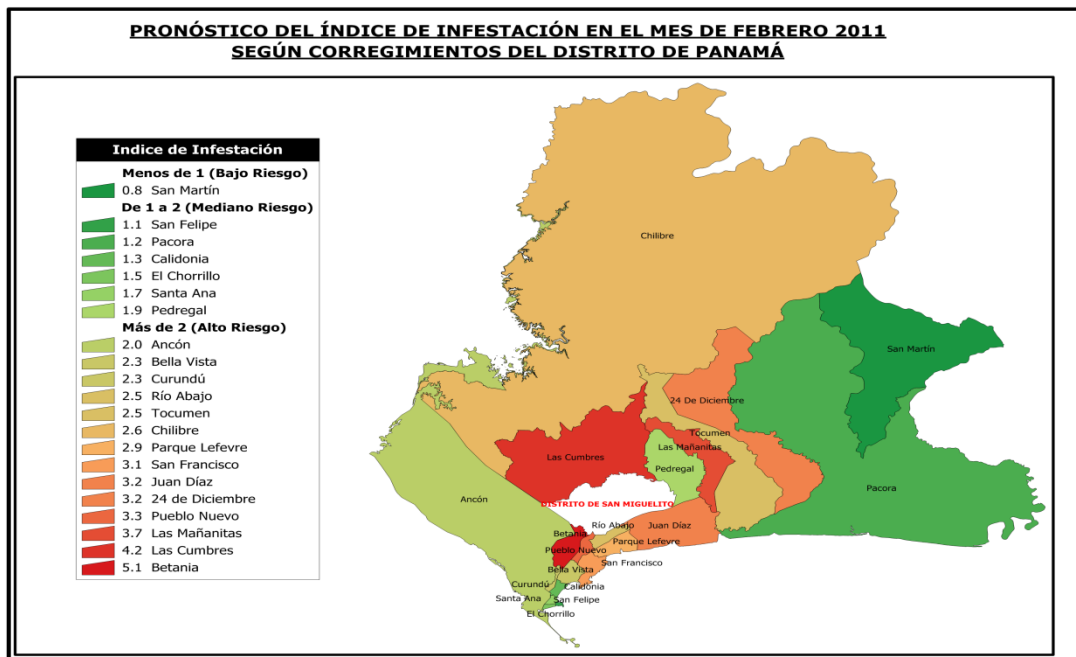 PRONÓSTICO DEL ÍNDICE DE INFESTACIÓN EN EL MES DE FEBRERO 2011
SEGÚN CORREGIMIENTOS DEL DISTRITO DE PANAMÁ
Indice de Infestación
Menos de 1 (Bajo Riesgo)
0.8 San Martín
De 1 a 2 (Mediano Riesgo)
1.1 San Felipe
1.2 Pacora
1.3 Calidonia
1.5 El Chorrillo
1.7 Santa Ana
1.9 Pedregal
Más de 2 (Alto Riesgo)
2.0 Ancón
2.3 Bella Vista
2.3 Curundú
2.5 Río Abajo
2.5 Tocumen
2.6 Chilibre
2.9 Parque Lefevre
3.1 San Francisco
3.2 Juan Díaz
3.2 24 de Diciembre
3.3 Pueblo Nuevo
3.7 Las Mañanitas
4.2 Las Cumbres
5.1 Betania
Chilibre
San Martín
24 De Diciembre
Tocumen
Las Mañanitas
Las Cumbres
Pedregal
Pacora
Ancón
DISTRITO DE SAN MIGUELITO
Río Abajo
Juan Díaz
Betania
Parque Lefevre
Pueblo Nuevo
San Francisco
Bella Vista
Curundú
Calidonia
Santa Ana
San Felipe
El Chorrillo